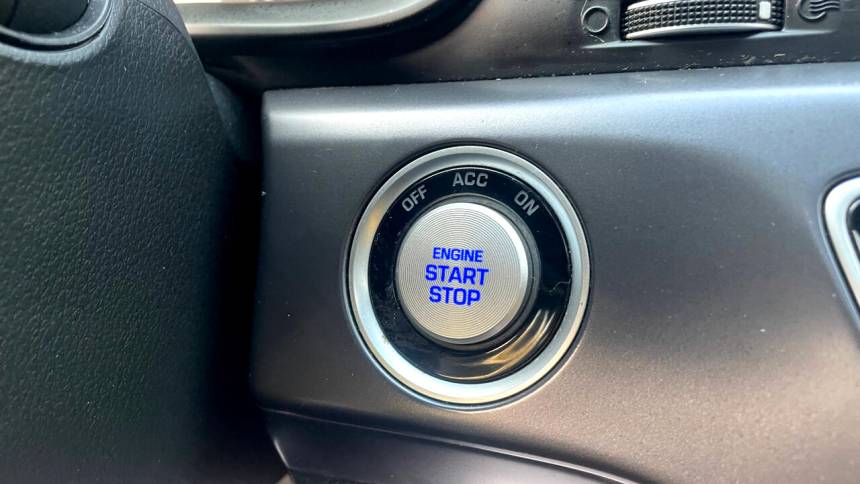 OFF ACC ON
ENGINE
START
STOP